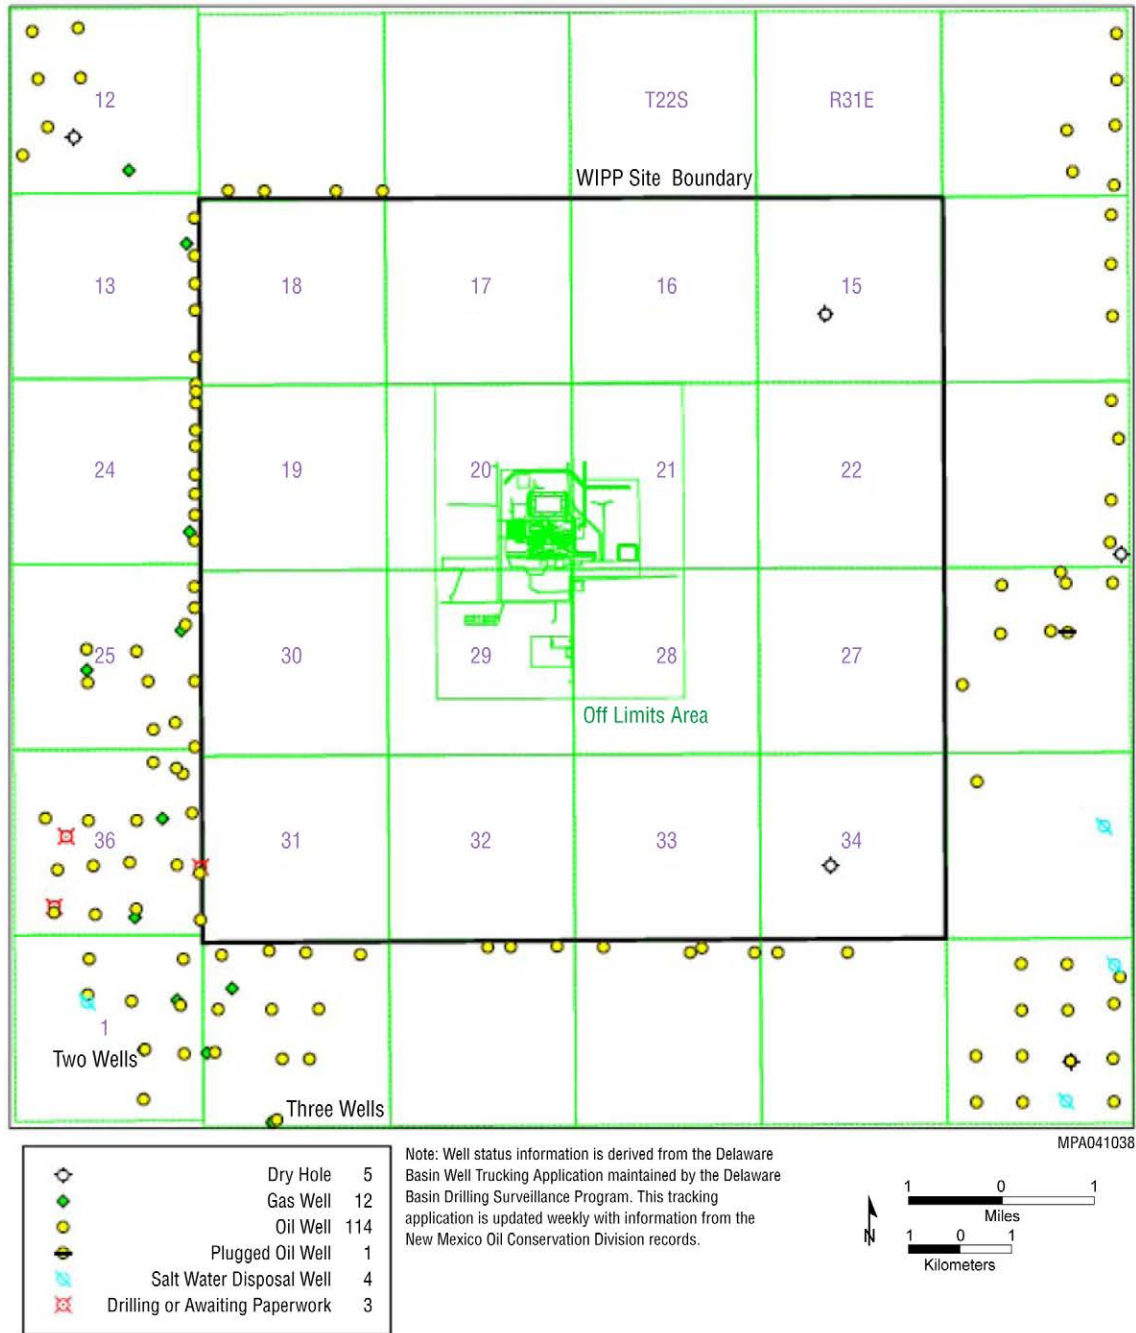 12
T22S
R31E
WIPP Site Boundary
13
18
17
16
15
24
19
20
21
22
25
30
29
28
27
Off Limits Area
36
31
32
33
34
1
Two Wells
Three Wells
MPA041038
Dry Hole 5
Gas Well 12
Oil Well 114
Plugged Oil Well 1
Salt Water Disposal Well 4
Drilling or Awaiting Paperwork 3
Note: Well status information is derived from the Delaware
Basin Well Trucking Application maintained by the Delaware
Basin Drilling Surveillance Program. This tracking
application is updated weekly with information from the
New Mexico Oil Conservation Division records.
N
1 0 1
Miles
1 0 1
Kilometers